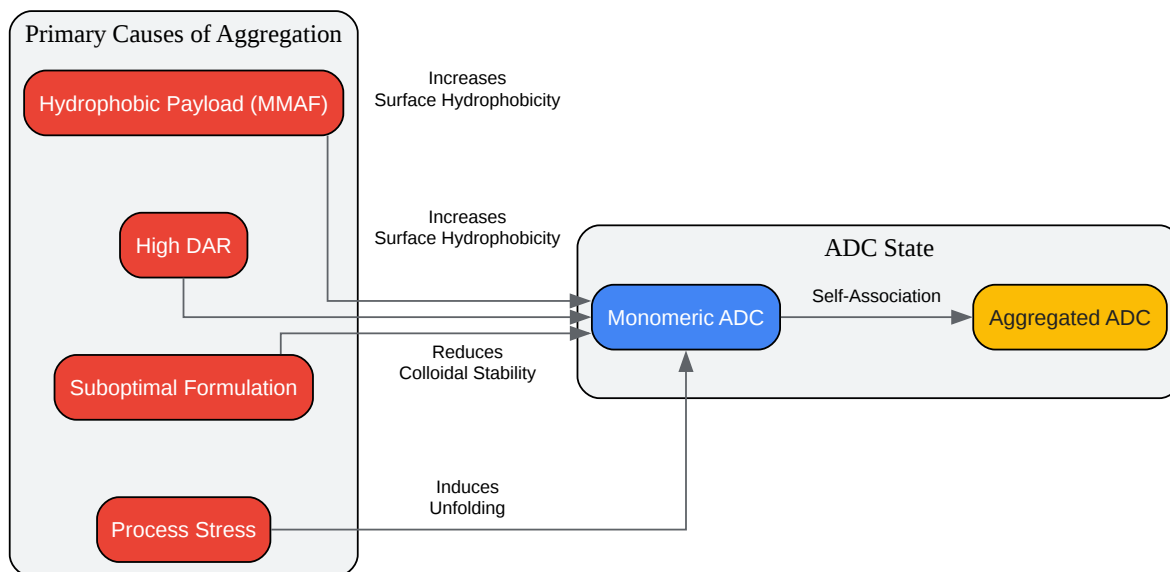 Primary Causes of Aggregation
Hydrophobic Payload (MMAF)
Increases
Surface Hydrophobicity
High DAR
Increases
Surface Hydrophobicity
Suboptimal Formulation
Reduces
Colloidal Stability
Process Stress
Induces
Unfolding
ADC State
Monomeric ADC
Self-Association
Aggregated ADC